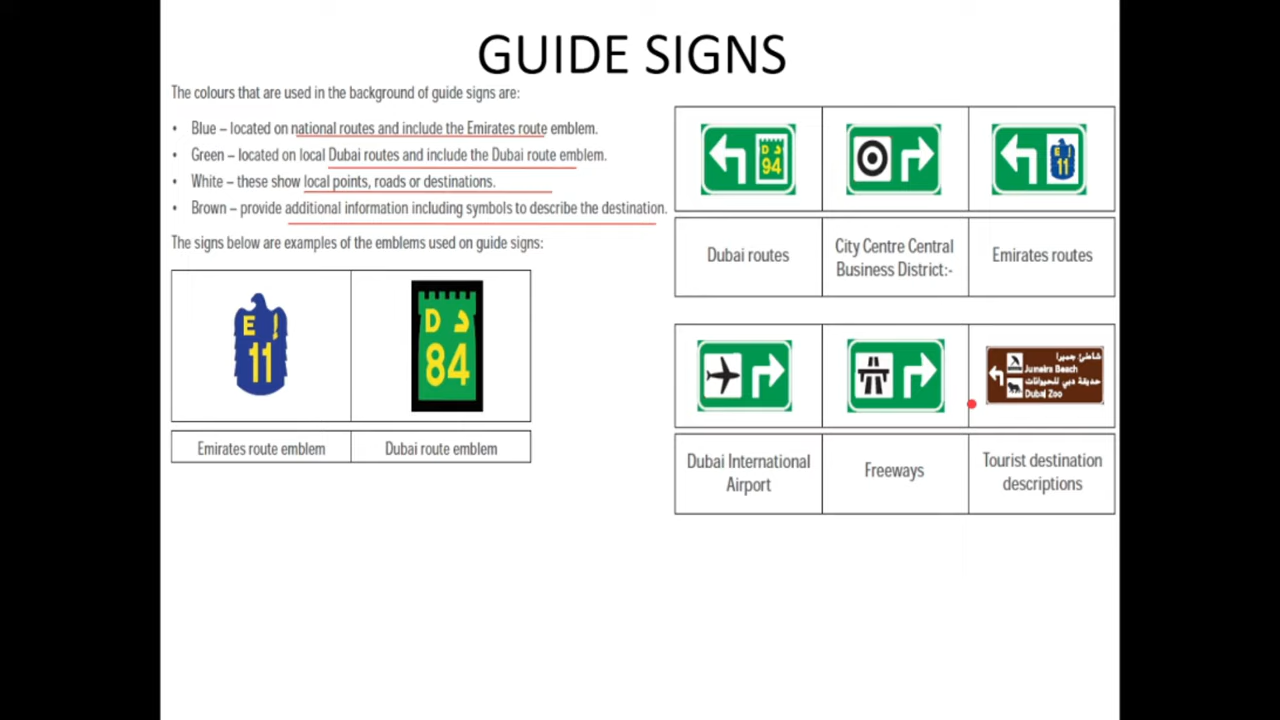 GUIDE SIGNS
The colours that are used in the background of guide signs are:
• Blue – located on national routes and include the Emirates route emblem.
• Green – located on local Dubai routes and include the Dubai route emblem.
• White – these show local points, roads or destinations.
• Brown – provide additional information including symbols to describe the destination.
The signs below are examples of the emblems used on guide signs:
E إ
11
D د
84
Emirates route emblem
Dubai route emblem
D د
94
E إ
11
Dubai routes
City Centre Central
Business District:-
Emirates routes
شاطئ جميرا
Jumeira Beach
حديقة دبي للحيوانات
Dubai Zoo
Dubai International
Airport
Freeways
Tourist destination
descriptions